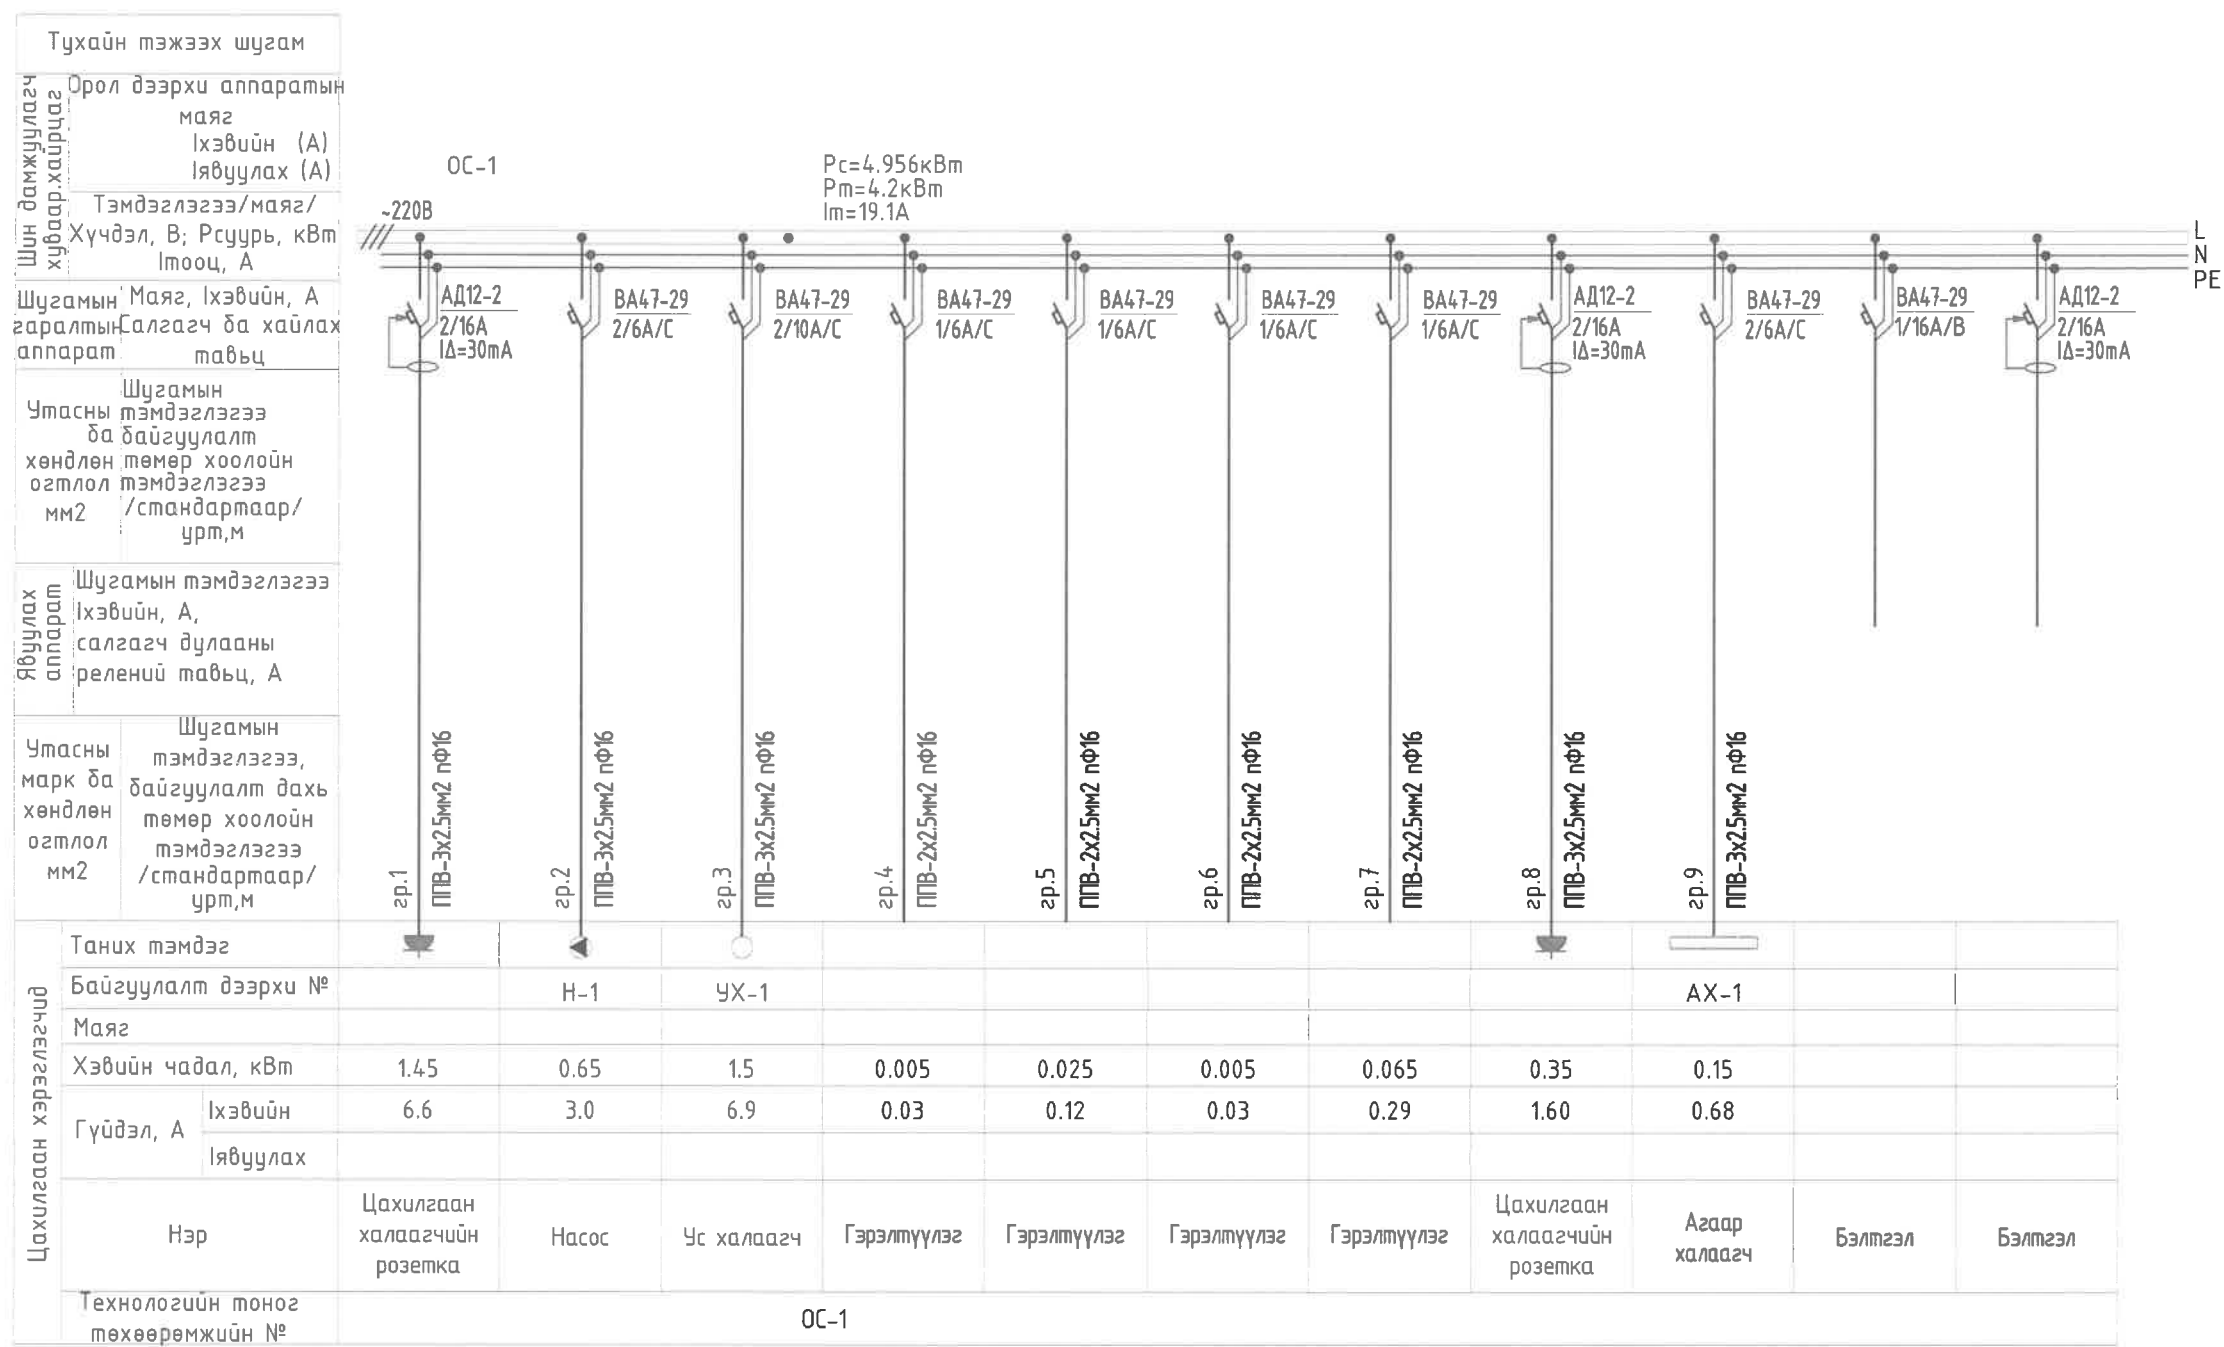 Тухайн тэжээх шугам
Шин дамжуулагч
хуваар.хайрцаг
Орол дээрхи аппаратын
маяг
Iхэвийн (А)
Iявуулах (А)
Тэмдэглэгээ/маяг/
Хүчдэл, В; Рсуурь, кВт
Iтооц, А
ОС-1
Рс=4.956кВт
Рт=4.2кВт
Iт=19.1А
~220В
L
N
PE
Шугамын
гаралтын
аппарат
Маяг, Iхэвийн, А
Салгагч ба хайлах
тавьц
АД12-2
2/16А
IΔ=30mA
ВА47-29
2/6А/С
ВА47-29
2/10А/С
ВА47-29
1/6А/С
ВА47-29
1/6А/С
ВА47-29
1/6А/С
ВА47-29
1/6А/С
АД12-2
2/16А
IΔ=30mA
ВА47-29
2/6А/С
ВА47-29
1/16А/В
АД12-2
2/16А
IΔ=30mA
Утасны
ба
хөндлөн
огтлол
мм2
Шугамын
тэмдэглэгээ
байгуулалт
төмөр хоолойн
тэмдэглэгээ
/стандартаар/
урт,м
Явуулах
аппарат
Шугамын тэмдэглэгээ
Iхэвийн, А,
салгагч дулааны
релений тавьц, А
Утасны
марк ба
хөндлөн
огтлол
мм2
Шугамын
тэмдэглэгээ,
байгуулалт дахь
төмөр хоолойн
тэмдэглэгээ
/стандартаар/
урт,м
гр.1
ППВ-3х2.5мм2 пФ16
гр.2
ППВ-3х2.5мм2 пФ16
гр.3
ППВ-3х2.5мм2 пФ16
гр.4
ППВ-2х2.5мм2 пФ16
гр.5
ППВ-2х2.5мм2 пФ16
гр.6
ППВ-2х2.5мм2 пФ16
гр.7
ППВ-2х2.5мм2 пФ16
гр.8
ППВ-3х2.5мм2 пФ16
гр.9
ППВ-3х2.5мм2 пФ16
Цахилгаан хэрэглэгчид
Таних тэмдэг
Байгуулалт дээрхи № Н-1 УХ-1 АХ-1
Маяг
Хэвийн чадал, кВт 1.45 0.65 1.5 0.005 0.025 0.005 0.065 0.35 0.15
Гүйдэл, А
Iхэвийн 6.6 3.0 6.9 0.03 0.12 0.03 0.29 1.60 0.68
Iявуулах
Нэр
Цахилгаан
халаагчийн
розетка
Насос
Ус халаагч
Гэрэлтүүлэг
Гэрэлтүүлэг
Гэрэлтүүлэг
Гэрэлтүүлэг
Цахилгаан
халаагчийн
розетка
Агаар
халаагч
Бэлтгэл
Бэлтгэл
Технологийн тоног
төхөөрөмжийн №
ОС-1